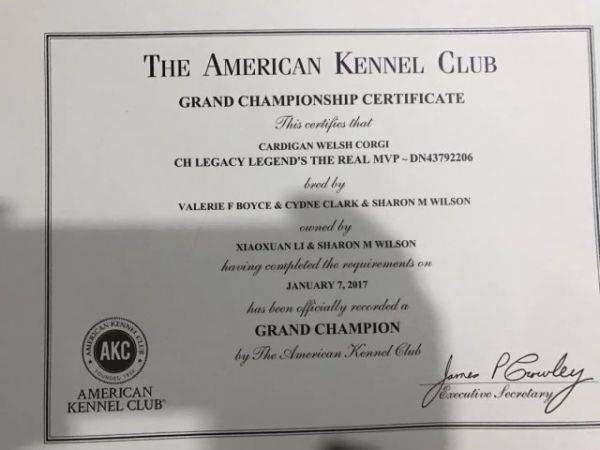 THE AMERICAN KENNEL CLUB
GRAND CHAMPIONSHIP CERTIFICATE
This certifies that
CARDIGAN WELSH CORGI
CH LEGACY LEGEND'S THE REAL MVP ~ DN43792206
bred by
VALERIE F BOYCE & CYDNE CLARK & SHARON M WILSON
owned by
XIAOXUAN LI & SHARON M WILSON
having completed the requirements on
JANUARY 7, 2017
has been officially recorded a
GRAND CHAMPION
by The American Kennel Club
AMERICAN KENNEL CLUB
AKC
FOUNDED 1884
AMERICAN
KENNEL CLUB®
James P Crowley
Executive Secretary